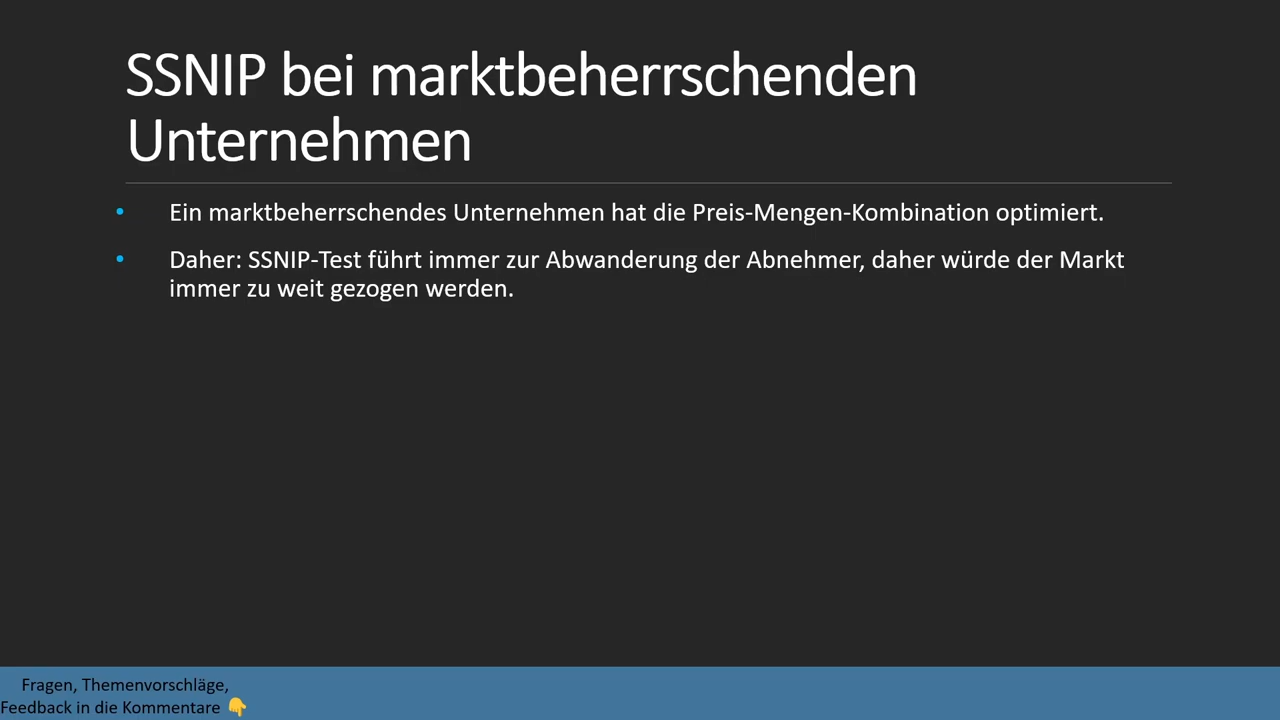 SSNIP bei marktbeherrschenden
Unternehmen
• Ein marktbeherrschendes Unternehmen hat die Preis-Mengen-Kombination optimiert.
• Daher: SSNIP-Test führt immer zur Abwanderung der Abnehmer, daher würde der Markt
immer zu weit gezogen werden.
Fragen, Themenvorschläge,
Feedback in die Kommentare 👇